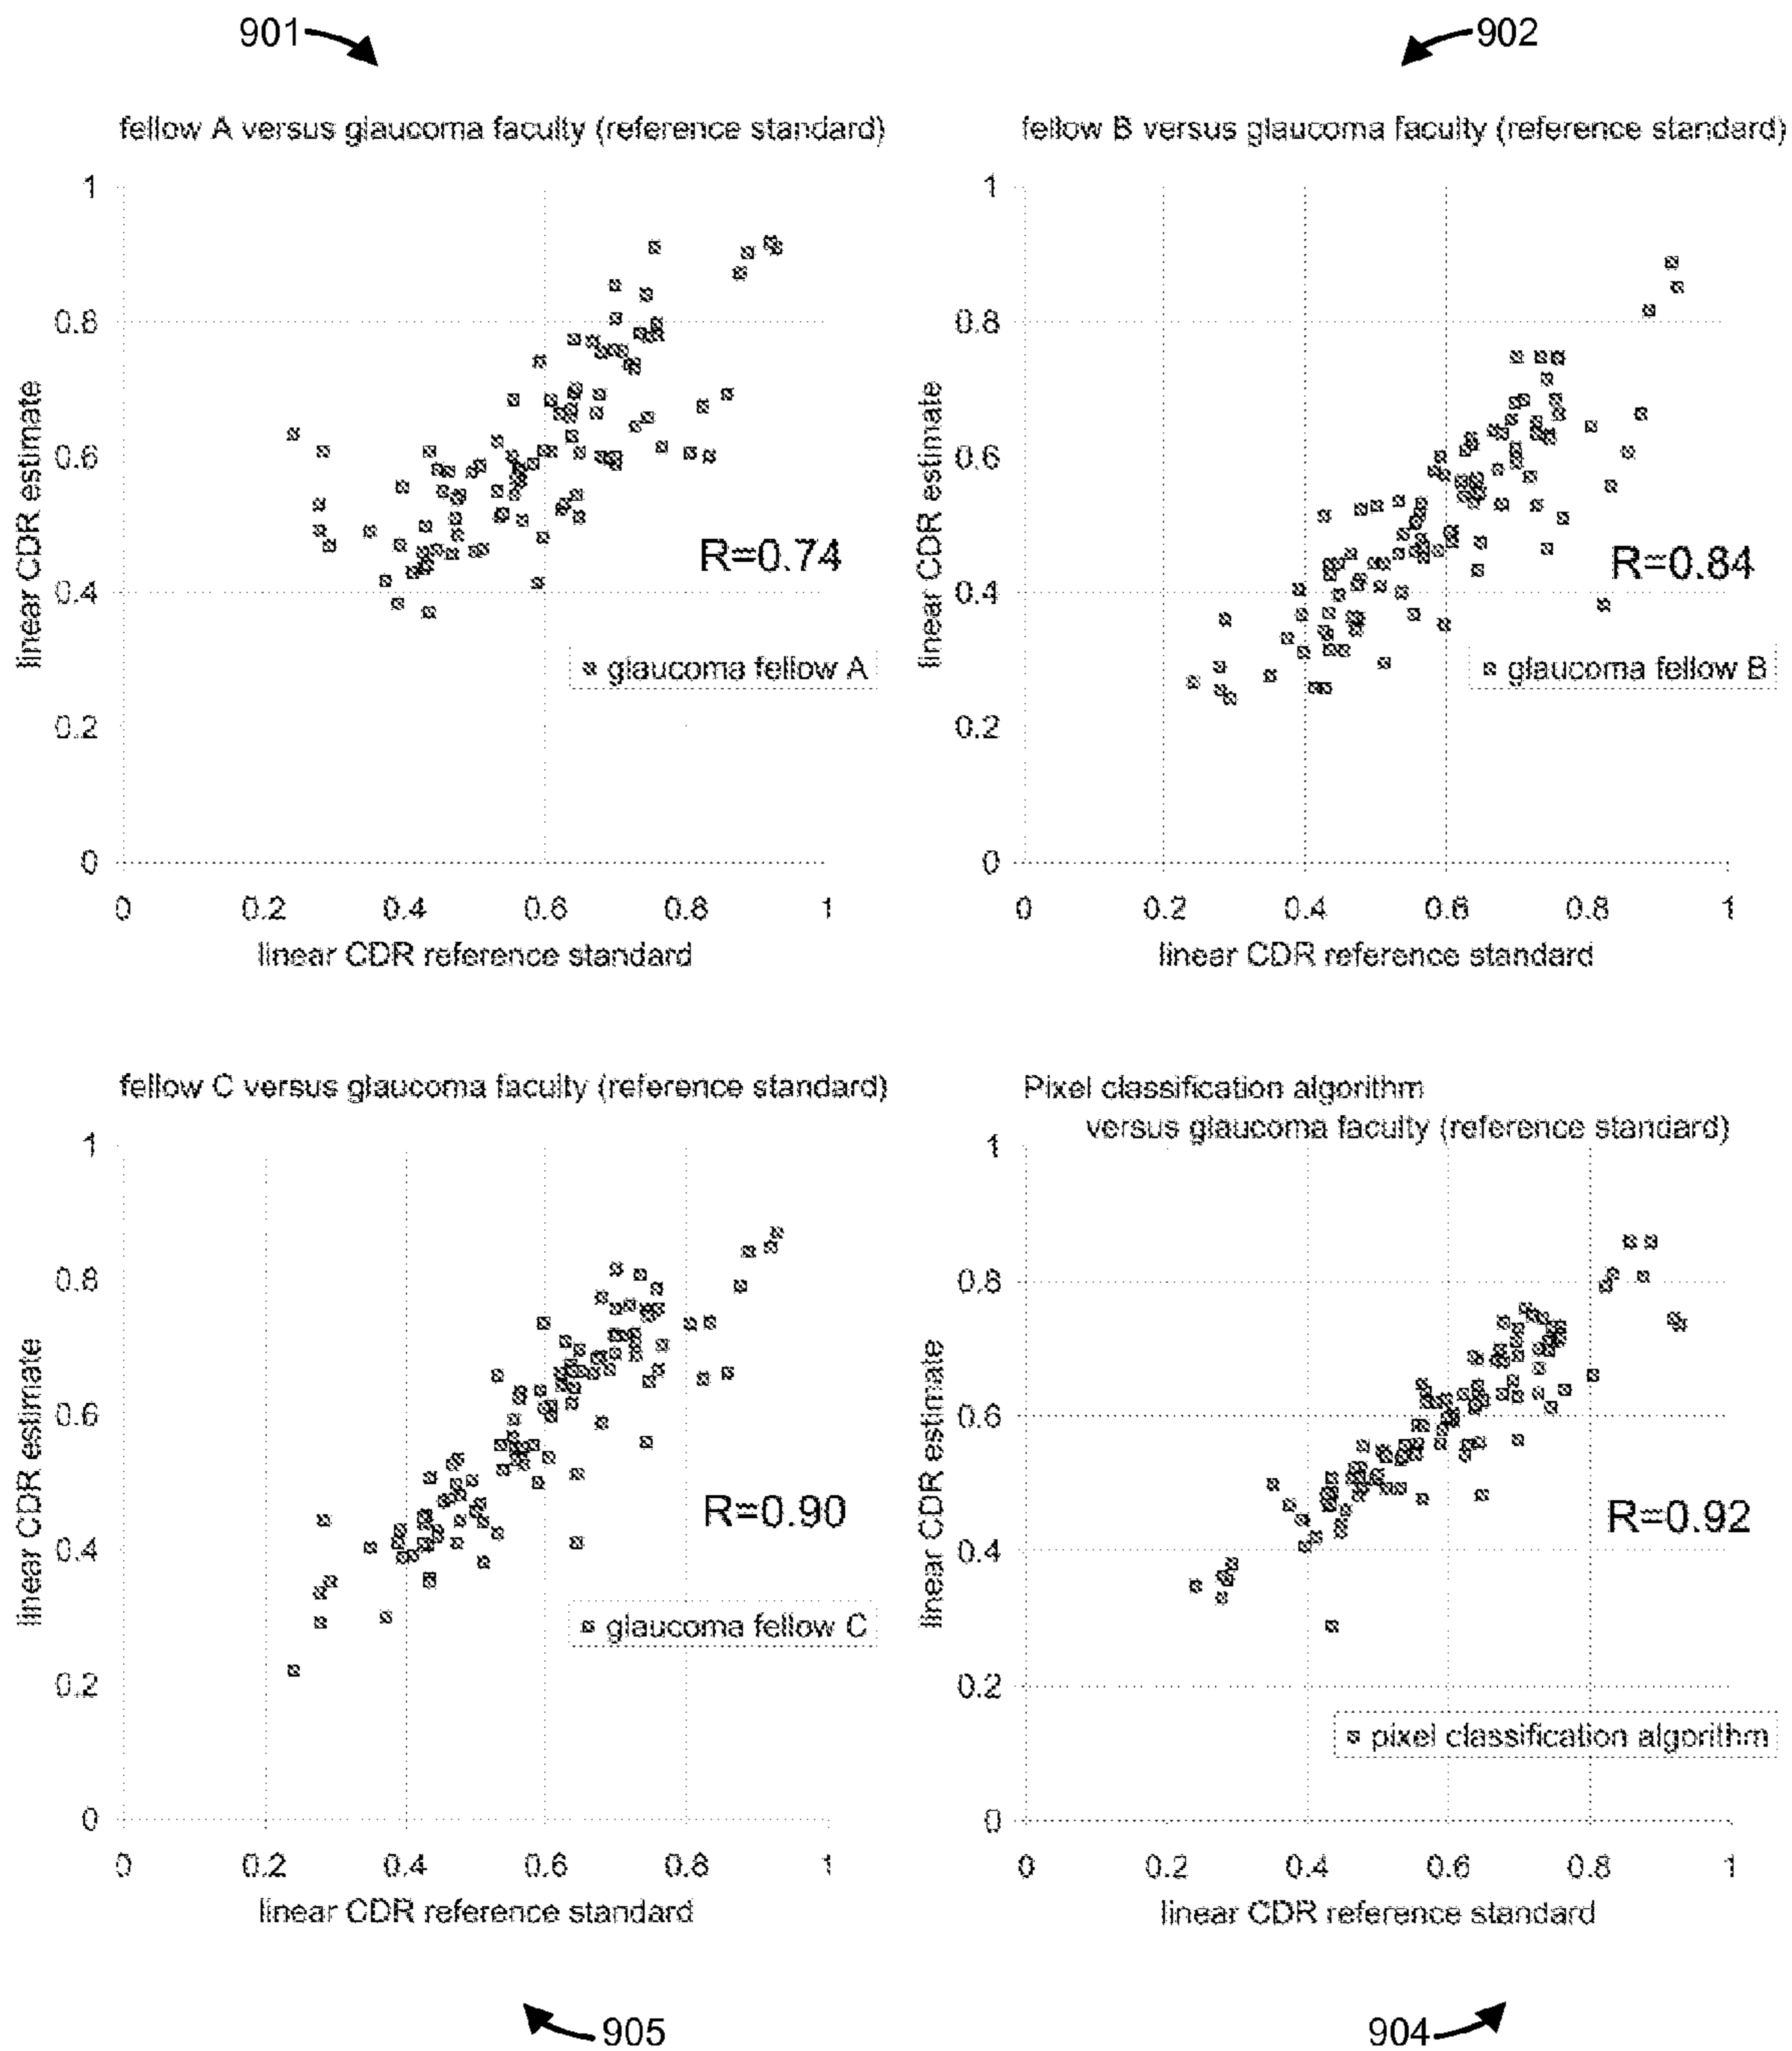 901
902
fellow A versus glaucoma faculty (reference standard)
1
0.8
0.6
0.4
0.2
0
linear CDR estimate
R=0.74
glaucoma fellow A
0 0.2 0.4 0.6 0.8 1
linear CDR reference standard
fellow B versus glaucoma faculty (reference standard)
1
0.8
0.6
0.4
0.2
0
linear CDR estimate
R=0.84
glaucoma fellow B
0 0.2 0.4 0.6 0.8 1
linear CDR reference standard
fellow C versus glaucoma faculty (reference standard)
1
0.8
0.6
0.4
0.2
0
linear CDR estimate
R=0.90
glaucoma fellow C
0 0.2 0.4 0.6 0.8 1
linear CDR reference standard
Pixel classification algorithm
versus glaucoma faculty (reference standard)
1
0.8
0.6
0.4
0.2
0
linear CDR estimate
R=0.92
pixel classification algorithm
0 0.2 0.4 0.6 0.8 1
linear CDR reference standard
905
904